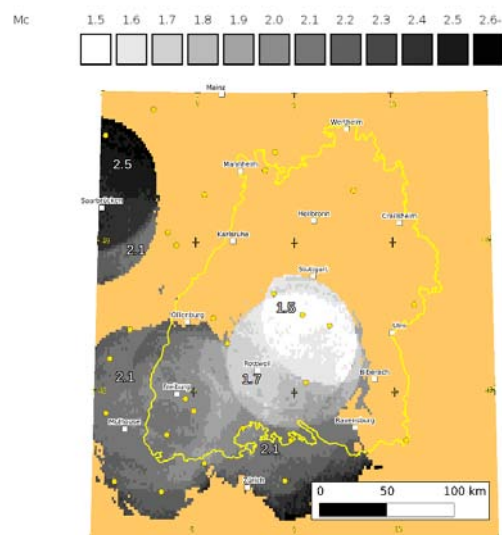 Mc 1.5 1.6 1.7 1.8 1.9 2.0 2.1 2.2 2.3 2.4 2.5 2.6-
Mainz
Wertheim
2.5
Mannheim
Saarbrücken
Heilbronn
Crailsheim
2.1
Karlsruhe
Stuttgart
1.5
Offenburg
Ulm
2.1
Rottweil
1.7
Biberach
Freiburg
Mulhouse
Ravensburg
2.1
Zürich
0 50 100 km